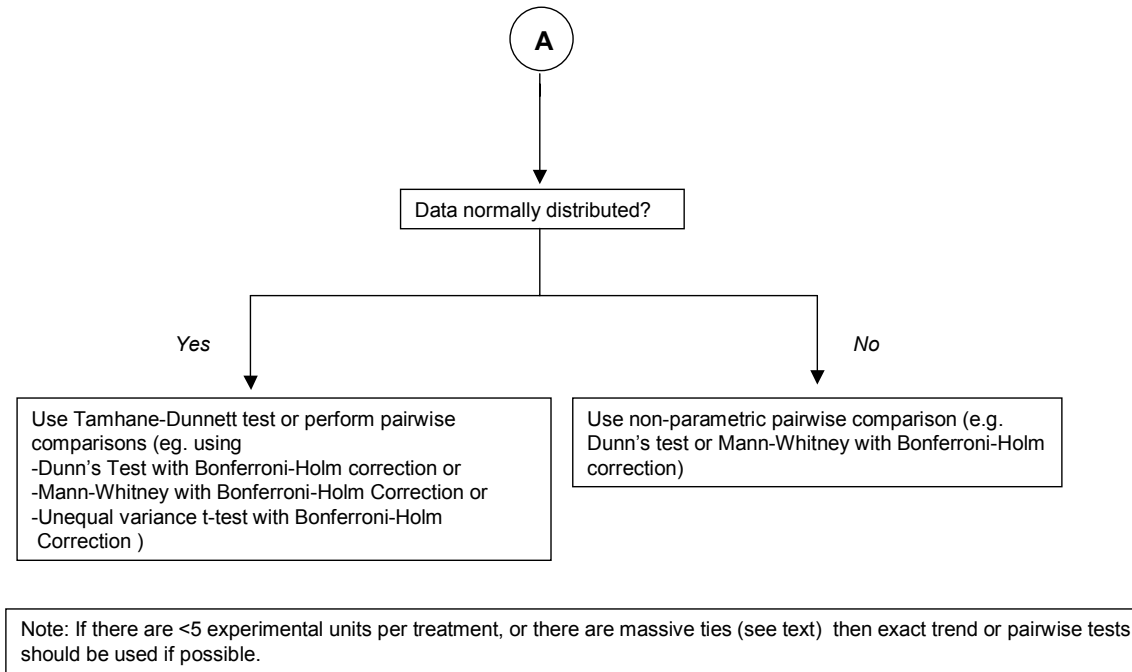 A
Data normally distributed?
Yes
No
Use Tamhane-Dunnett test or perform pairwise
comparisons (eg. using
-Dunn's Test with Bonferroni-Holm correction or
-Mann-Whitney with Bonferroni-Holm Correction or
-Unequal variance t-test with Bonferroni-Holm
Correction )
Use non-parametric pairwise comparison (e.g.
Dunn's test or Mann-Whitney with Bonferroni-Holm
correction)
Note: If there are <5 experimental units per treatment, or there are massive ties (see text) then exact trend or pairwise tests
should be used if possible.